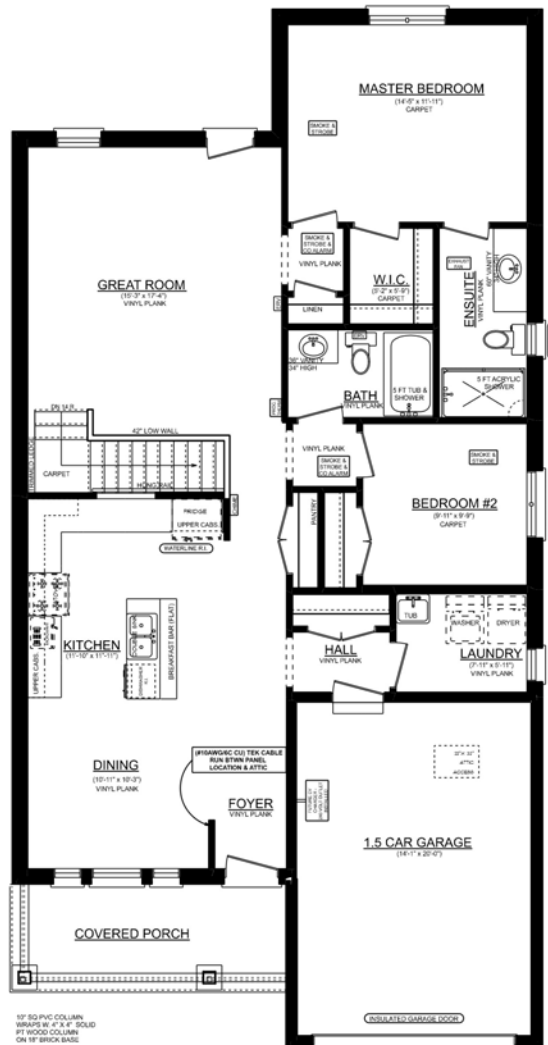 MASTER BEDROOM
(14'-5" x 11'-11")
CARPET
SMOKE &
STROBE
SMOKE &
STROBE &
CO ALARM
VINYL PLANK
LINEN
W.I.C.
(5'-2" x 5'-9")
CARPET
ENSUITE
VINYL PLANK
EXHAUST
FAN
60" VANITY
5 FT ACRYLIC
SHOWER
GREAT ROOM
(15'-3" x 17'-4")
VINYL PLANK
36" VANITY
34" HIGH
BATH
VINYL PLANK
5 FT TUB &
SHOWER
DN 14 R.
42" LOW WALL
CARPET
VINYL PLANK
SMOKE &
STROBE &
CO ALARM
SMOKE &
STROBE
BEDROOM #2
(9'-11" x 9'-9")
CARPET
PANTRY
FRIDGE
UPPER CABS.
WATERLINE R.I.
KITCHEN
(11'-10" x 11'-11")
UPPER CABS.
BREAKFAST BAR (FLAT)
HALL
VINYL PLANK
TUB
WASHER
DRYER
LAUNDRY
(7'-11" x 5'-11")
VINYL PLANK
(#10AWG/6C CU) TEK CABLE
RUN BTWN PANEL
LOCATION & ATTIC
DINING
(10'-11" x 10'-3")
VINYL PLANK
FOYER
VINYL PLANK
ATTIC
ACCESS
1.5 CAR GARAGE
(14'-1" x 20'-0")
INSULATED GARAGE DOOR
COVERED PORCH
10" SQ PVC COLUMN
WRAPS W. 4" X 4" SOLID
PT WOOD COLUMN
ON 18" BRICK BASE